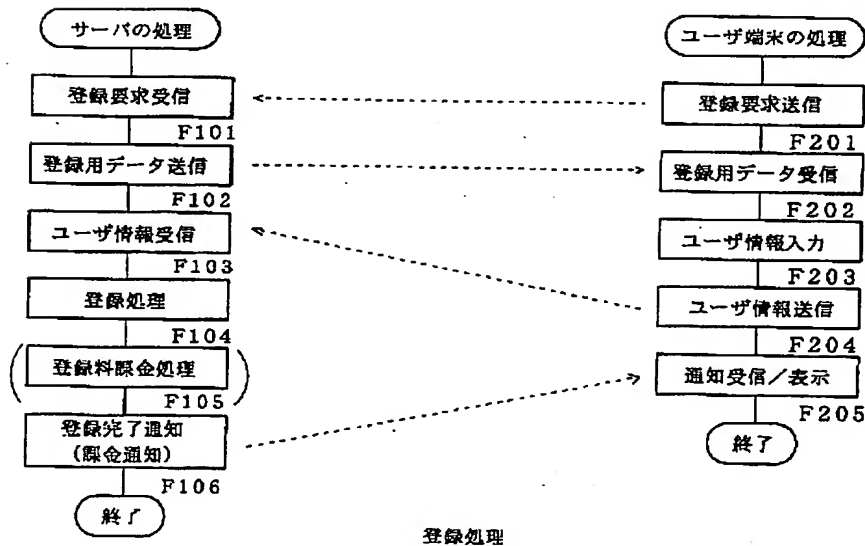 サーバの処理
登録要求受信
F101
登録用データ送信
F102
ユーザ情報受信
F103
登録処理
F104
(登録料課金処理)
F105
登録完了通知
(課金通知)
F106
終了
ユーザ端末の処理
登録要求送信
F201
登録用データ受信
F202
ユーザ情報入力
F203
ユーザ情報送信
F204
通知受信／表示
F205
終了
登録処理